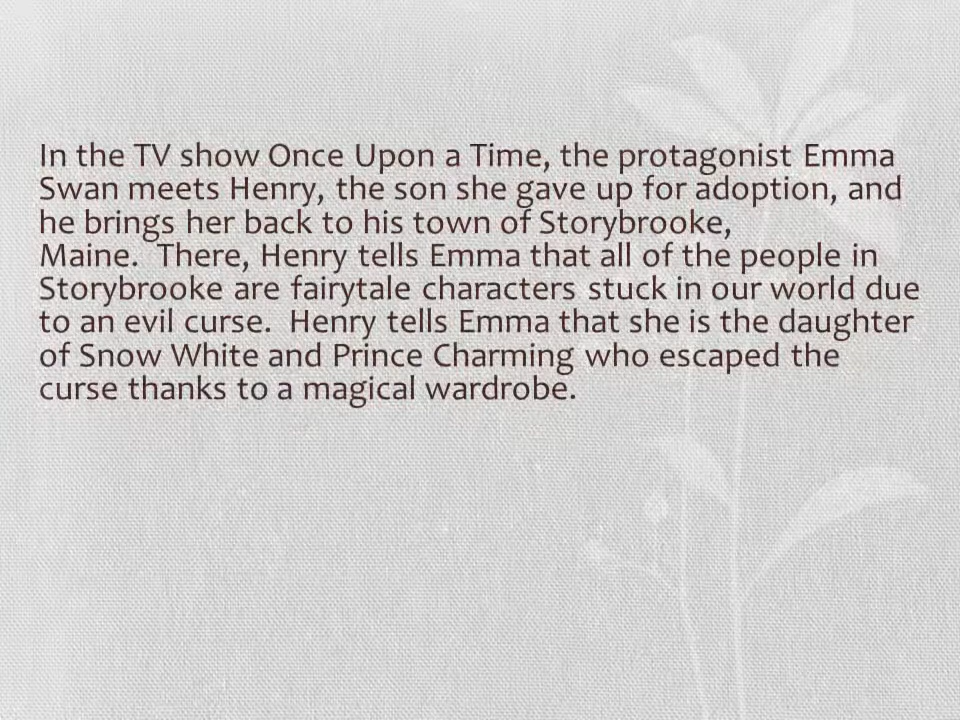 In the TV show Once Upon a Time, the protagonist Emma
Swan meets Henry, the son she gave up for adoption, and
he brings her back to his town of Storybrooke,
Maine.  There, Henry tells Emma that all of the people in
Storybrooke are fairytale characters stuck in our world due
to an evil curse.  Henry tells Emma that she is the daughter
of Snow White and Prince Charming who escaped the
curse thanks to a magical wardrobe.